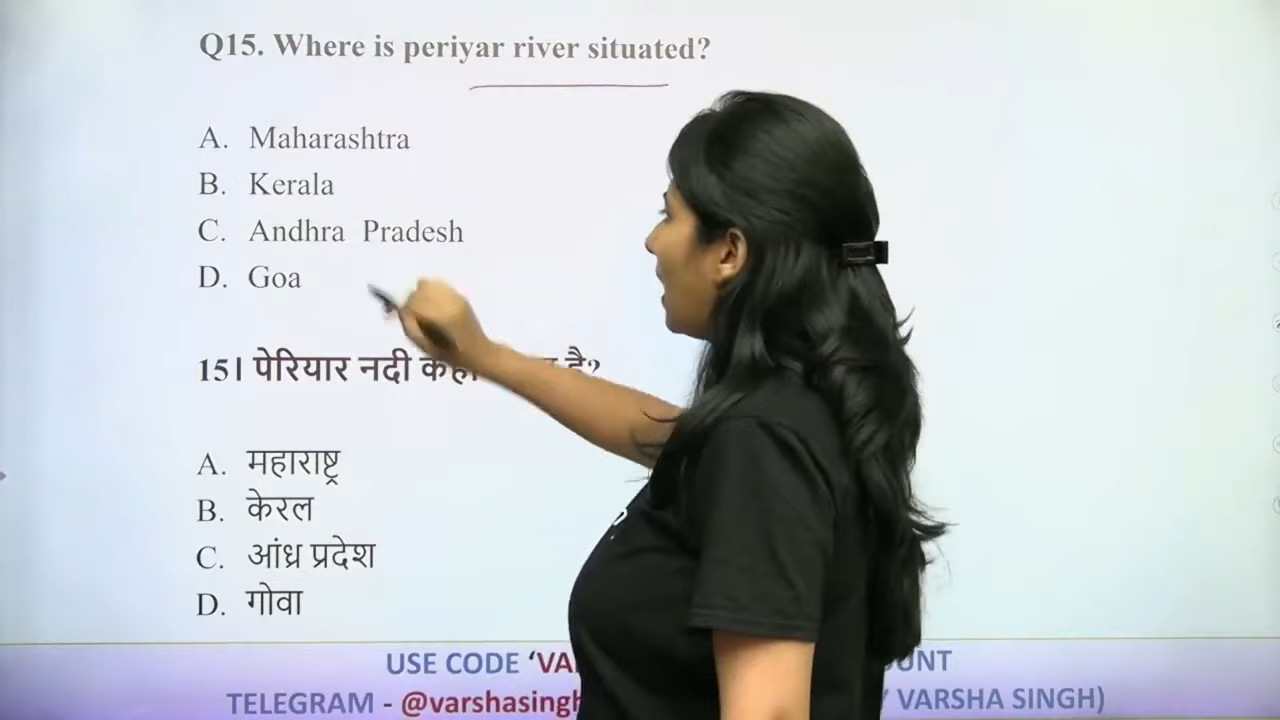 Q15. Where is periyar river situated?
A. Maharashtra
B. Kerala
C. Andhra Pradesh
D. Goa
15। पेरियार नदी है?
A. महाराष्ट्र
B. केरल
C. आंध्र प्रदेश
D. गोवा
USE CODE ‘VA
TELEGRAM - @varshasingh VARSHA SINGH)